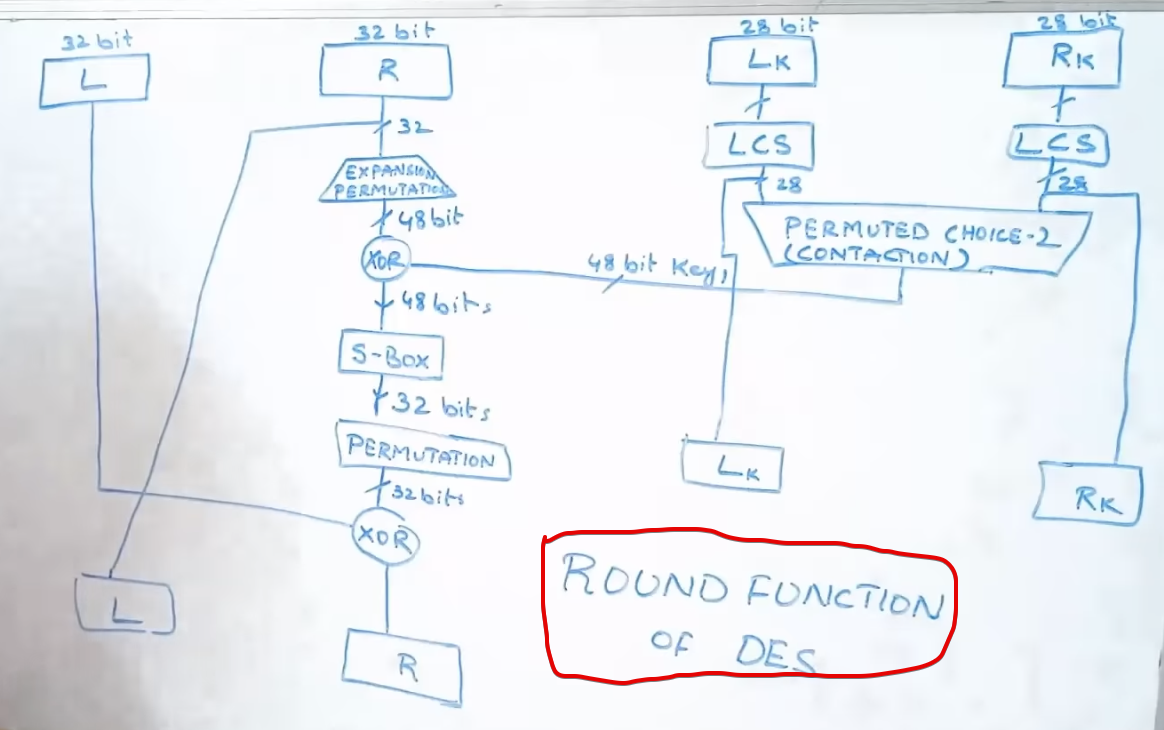 32 bit
32 bit
28 bit
28 bit
L
R
LK
RK
32
LCS
LCS
EXPANSION
PERMUTATION
28
28
48 bit
PERMUTED CHOICE-2
(CONTACTION)
XOR
48 bit Key,
48 bits
S-BOX
32 bits
PERMUTATION
LK
RK
32 bits
XOR
ROUND FUNCTION
OF DES
L
R